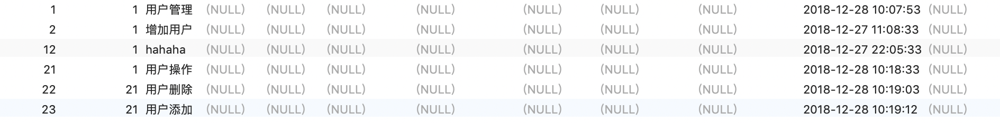 1 1 用户管理 (NULL) (NULL) (NULL) (NULL) (NULL) (NULL) (NULL) 2018-12-28 10:07:53 (NULL)
2 1 增加用户 (NULL) (NULL) (NULL) (NULL) (NULL) (NULL) (NULL) 2018-12-27 11:08:33 (NULL)
12 1 hahaha (NULL) (NULL) (NULL) (NULL) (NULL) (NULL) (NULL) 2018-12-27 22:05:33 (NULL)
21 1 用户操作 (NULL) (NULL) (NULL) (NULL) (NULL) (NULL) (NULL) 2018-12-28 10:18:33 (NULL)
22 21 用户删除 (NULL) (NULL) (NULL) (NULL) (NULL) (NULL) (NULL) 2018-12-28 10:19:03 (NULL)
23 21 用户添加 (NULL) (NULL) (NULL) (NULL) (NULL) (NULL) (NULL) 2018-12-28 10:19:12 (NULL)